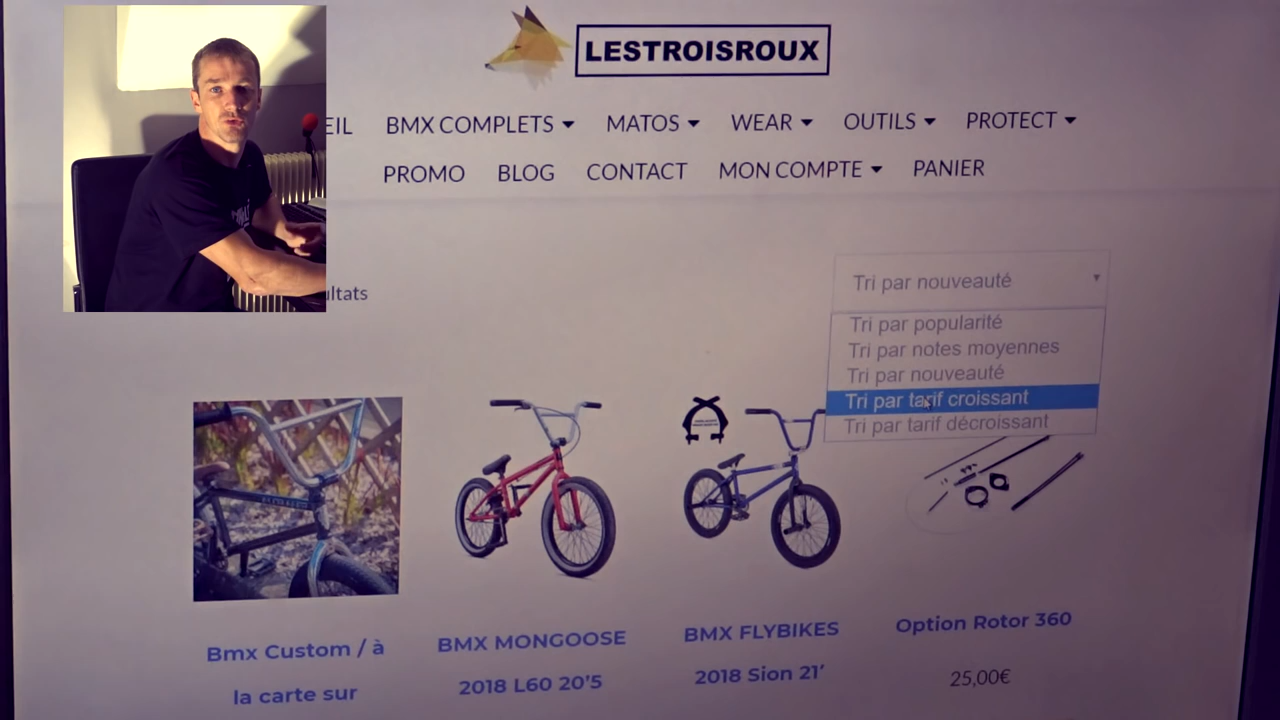 LESTROISROUX
EIL BMX COMPLETS MATOS WEAR OUTILS PROTECT
PROMO BLOG CONTACT MON COMPTE PANIER
ultats
Tri par nouveauté
Tri par popularité
Tri par notes moyennes
Tri par nouveauté
Tri par tarif croissant
Tri par tarif décroissant
Bmx Custom / à
la carte sur
BMX MONGOOSE
2018 L60 20’5
BMX FLYBIKES
2018 Sion 21’
Option Rotor 360
25,00€